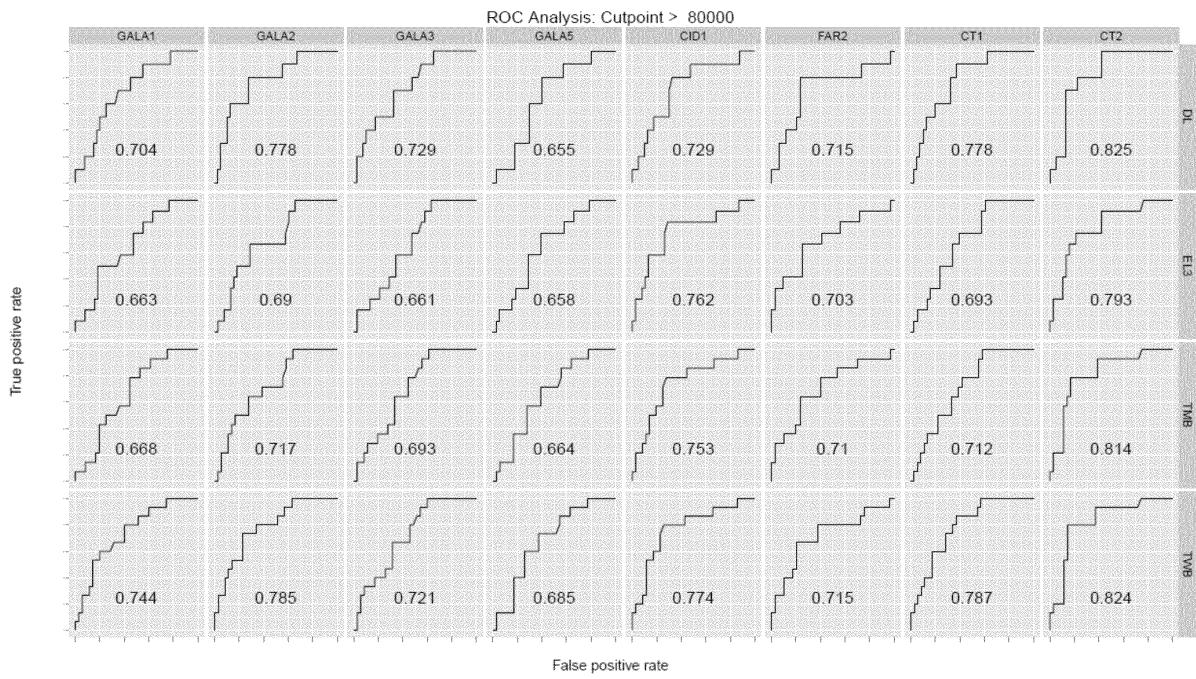 ROC Analysis: Cutpoint > 80000
GALA1 GALA2 GALA3 GALA5 CID1 FAR2 CT1 CT2
0.704 0.778 0.729 0.655 0.729 0.715 0.778 0.825 DL
0.663 0.69 0.661 0.658 0.762 0.703 0.693 0.793 EL3
True positive rate
0.668 0.717 0.693 0.664 0.753 0.71 0.712 0.814 TMB
0.744 0.785 0.721 0.685 0.774 0.715 0.787 0.824 TWB
False positive rate